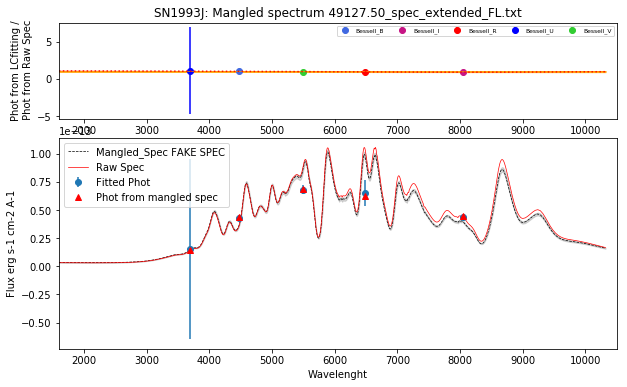 SN1993J: Mangled spectrum 49127.50_spec_extended_FL.txt
Phot from LCfitting /
Phot from Raw Spec
5
0
−5
Bessell_B
Bessell_I
Bessell_R
Bessell_U
Bessell_V
2000 3000 4000 5000 6000 7000 8000 9000 10000
1e−13
Flux erg s-1 cm-2 A-1
1.00
0.75
0.50
0.25
0.00
−0.25
−0.50
Mangled_Spec FAKE SPEC
Raw Spec
Fitted Phot
Phot from mangled spec
2000 3000 4000 5000 6000 7000 8000 9000 10000
Wavelenght